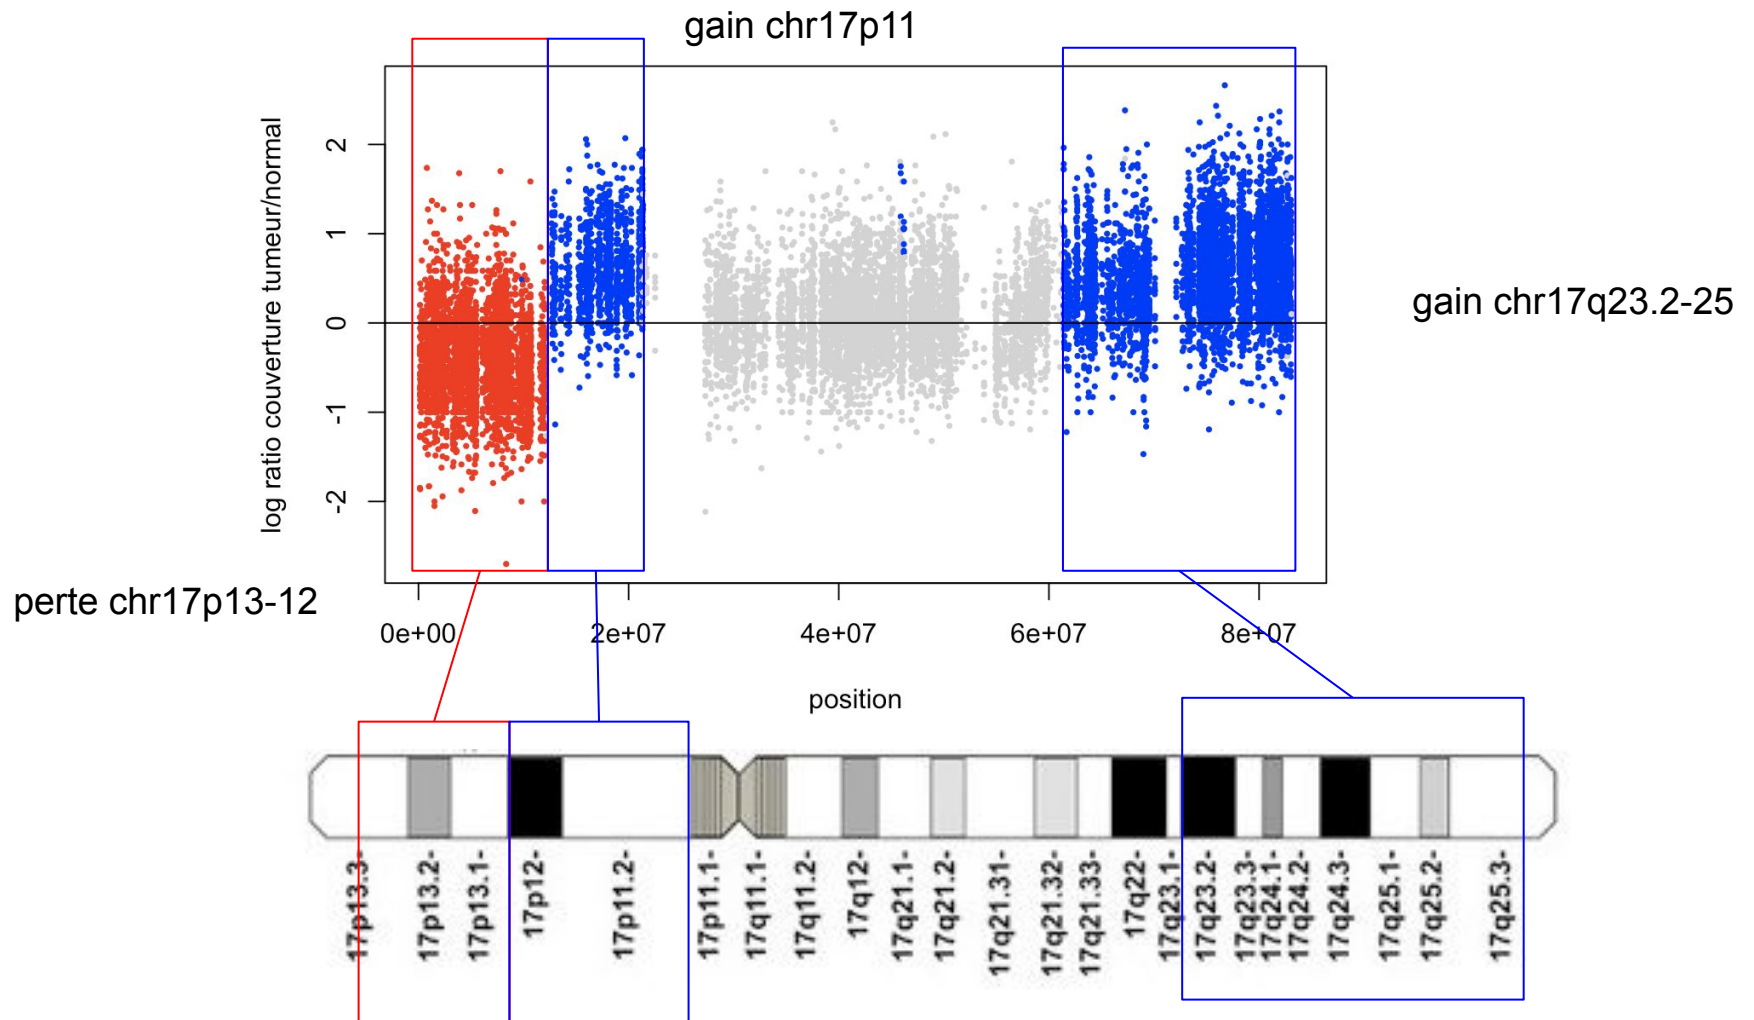 gain chr17p11
log ratio couverture tumeur/normal
2
1
0
-1
-2
gain chr17q23.2-25
perte chr17p13-12
0e+00
2e+07
4e+07
6e+07
8e+07
position
17p13.3-
17p13.2-
17p13.1-
17p12-
17p11.2-
17p11.1-
17q11.1-
17q11.2-
17q12-
17q21.1-
17q21.2-
17q21.31-
17q21.32-
17q21.33-
17q22-
17q23.1-
17q23.2-
17q23.3-
17q24.1-
17q24.2-
17q24.3-
17q25.1-
17q25.2-
17q25.3-